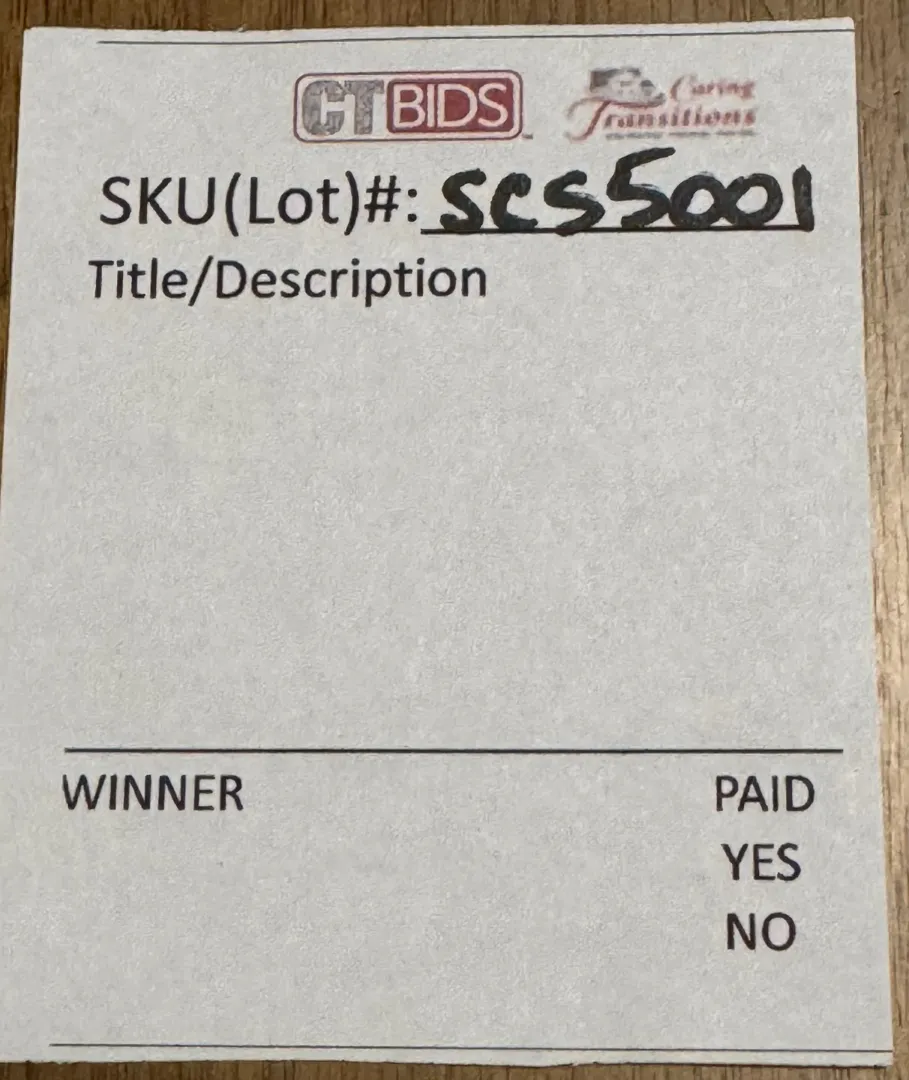 CTBIDS Caring
Transitions
SKU(Lot)#: SCS5001
Title/Description
WINNER PAID
YES
NO